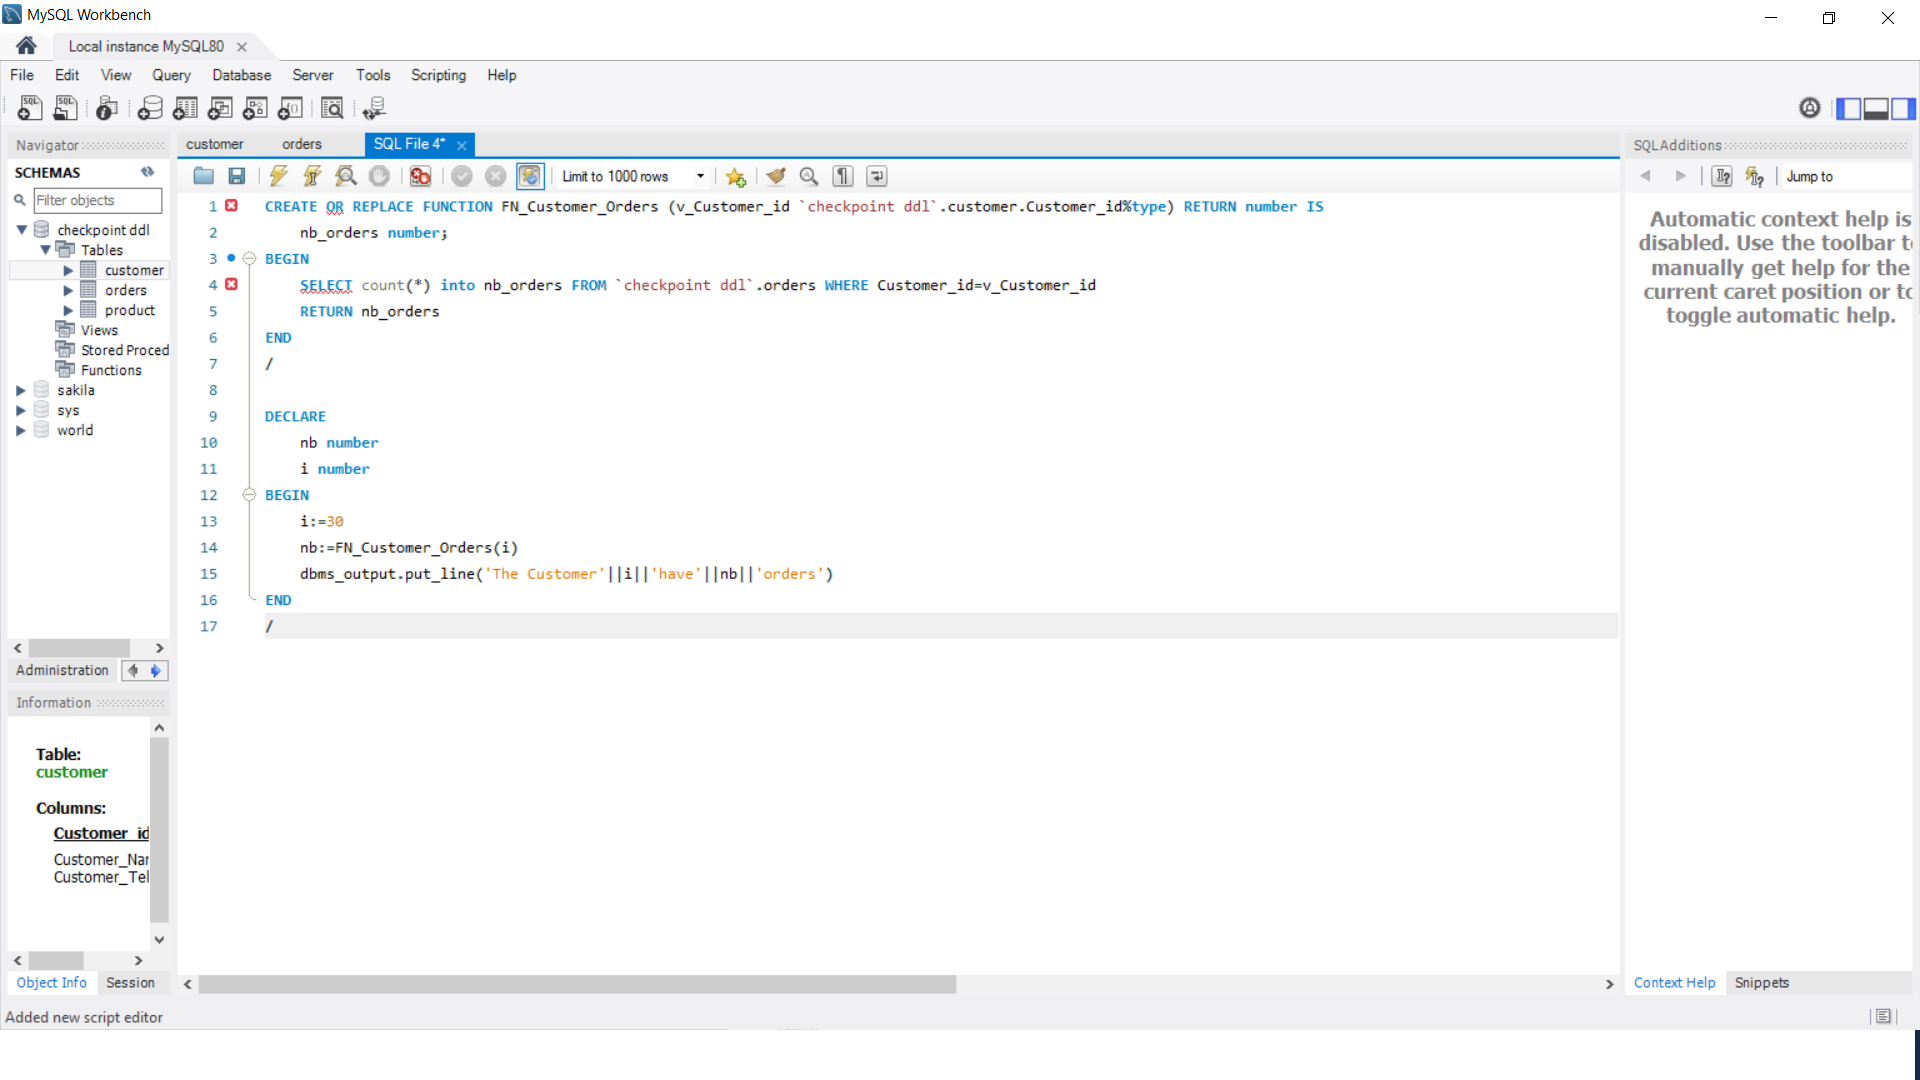 MySQL Workbench
Local instance MySQL80
File Edit View Query Database Server Tools Scripting Help
Navigator
SCHEMAS
Filter objects
checkpoint ddl
Tables
customer
orders
product
Views
Stored Proced
Functions
sakila
sys
world
Administration
Information
Table:
customer
Columns:
Customer_id
Customer_Nar
Customer_Tel
Object Info Session
customer orders SQL File 4*
Limit to 1000 rows
1 CREATE OR REPLACE FUNCTION FN_Customer_Orders (v_Customer_id `checkpoint ddl`.customer.Customer_id%type) RETURN number IS
2 nb_orders number;
3 BEGIN
4 SELECT count(*) into nb_orders FROM `checkpoint ddl`.orders WHERE Customer_id=v_Customer_id
5 RETURN nb_orders
6 END
7 /
8
9 DECLARE
10 nb number
11 i number
12 BEGIN
13 i:=30
14 nb:=FN_Customer_Orders(i)
15 dbms_output.put_line('The Customer'||i||'have'||nb||'orders')
16 END
17 /
SQLAdditions
Jump to
Automatic context help is
disabled. Use the toolbar to
manually get help for the
current caret position or to
toggle automatic help.
Context Help Snippets
Added new script editor